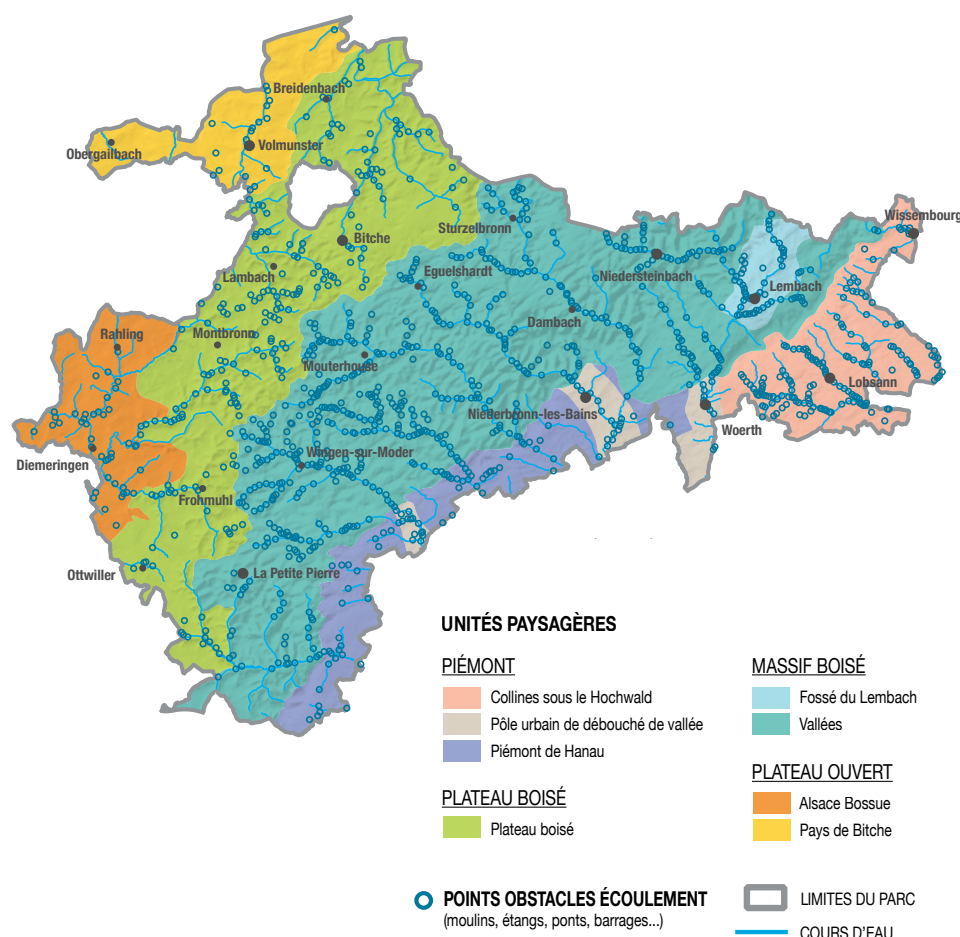 Breidenbach
Volmunster
Obergailbach
Wissembourg
Sturzelbronn
Bitche
Niedersteinbach
Eguelshardt
Lambach
Lembach
Dambach
Rahling
Montbronn
Mouterhouse
Lobsann
Niederbronn-les-Bains
Woerth
Wingen-sur-Moder
Diemeringen
Frohmuhl
Ottwiller
La Petite Pierre
UNITÉS PAYSAGÈRES
PIÉMONT
Collines sous le Hochwald
Pôle urbain de débouché de vallée
Piémont de Hanau
PLATEAU BOISÉ
Plateau boisé
MASSIF BOISÉ
Fossé du Lembach
Vallées
PLATEAU OUVERT
Alsace Bossue
Pays de Bitche
POINTS OBSTACLES ÉCOULEMENT
(moulins, étangs, ponts, barrages...)
LIMITES DU PARC
COURS D'EAU